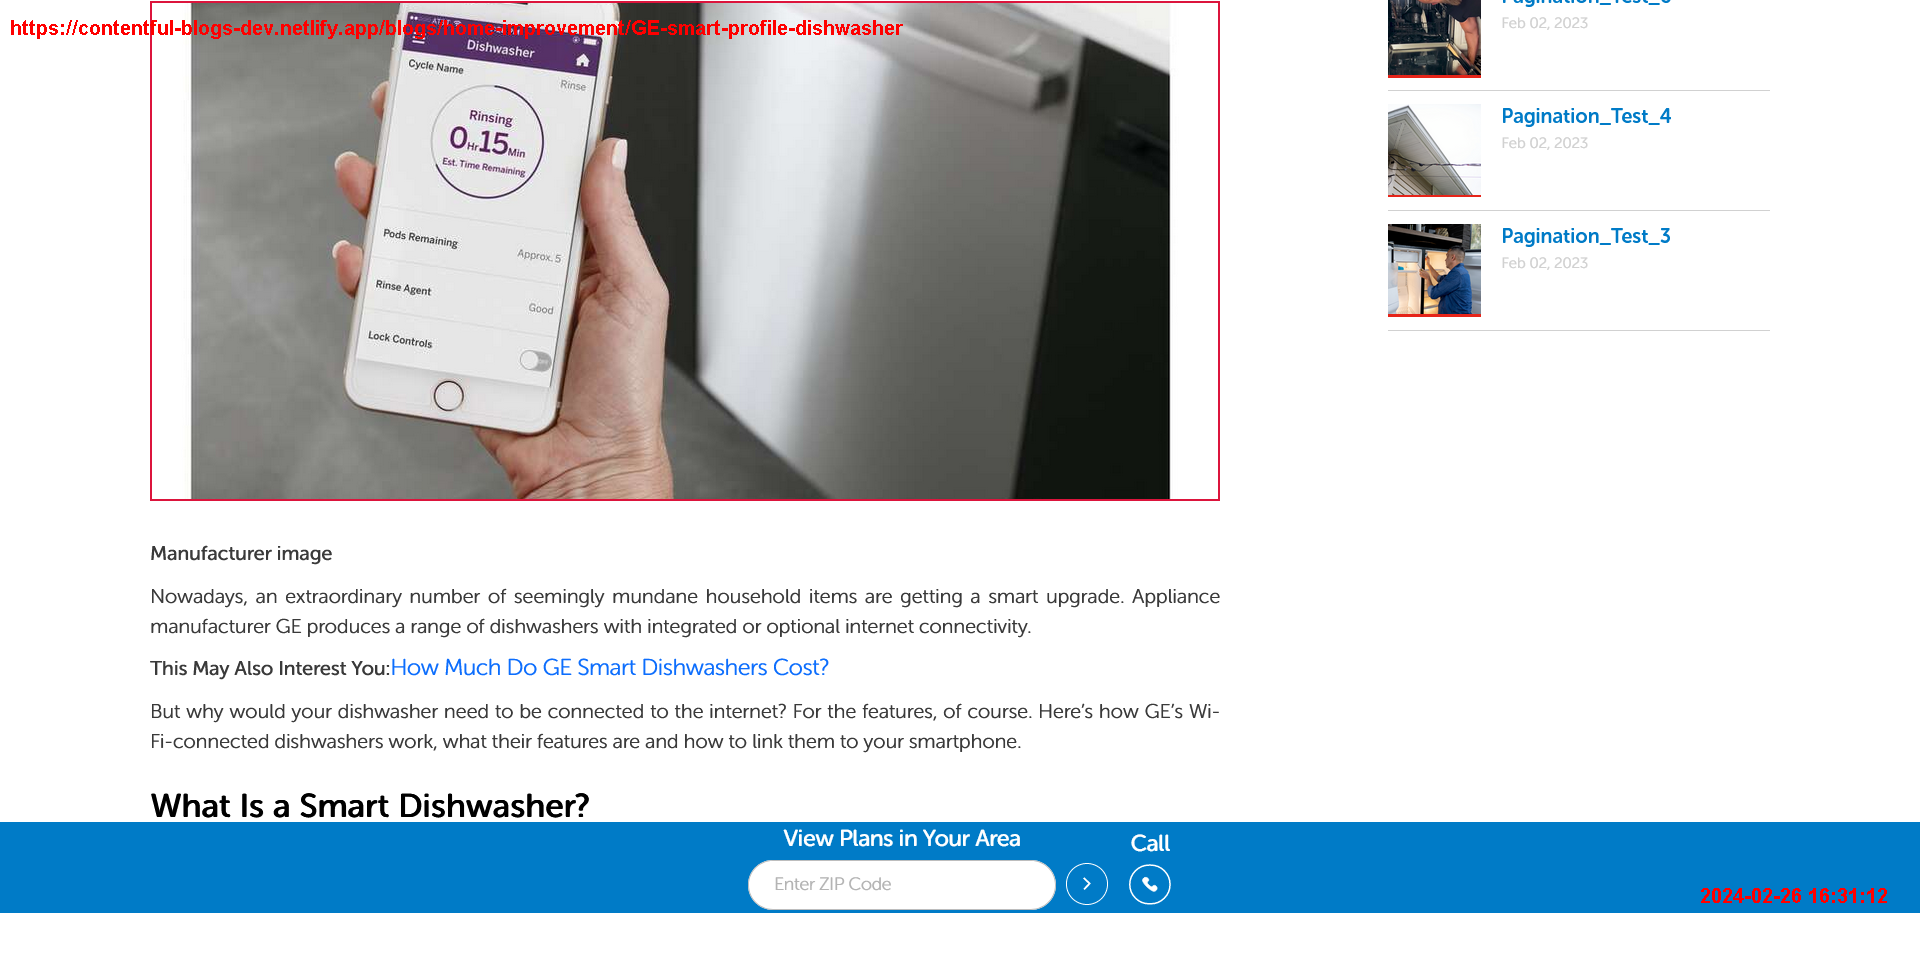 https://contentful-blogs-dev.netlify.app/blogs/home-improvement/GE-smart-profile-dishwasher
AT&T
Dishwasher
Cycle Name
Rinse
Rinsing
0Hr15Min
Est. Time Remaining
Pods Remaining
Approx. 5
Rinse Agent
Good
Lock Controls
Feb 02, 2023
Pagination_Test_4
Feb 02, 2023
Pagination_Test_3
Feb 02, 2023
Manufacturer image
Nowadays, an extraordinary number of seemingly mundane household items are getting a smart upgrade. Appliance
manufacturer GE produces a range of dishwashers with integrated or optional internet connectivity.
This May Also Interest You:How Much Do GE Smart Dishwashers Cost?
But why would your dishwasher need to be connected to the internet? For the features, of course. Here’s how GE’s Wi-
Fi-connected dishwashers work, what their features are and how to link them to your smartphone.
What Is a Smart Dishwasher?
View Plans in Your Area
Call
Enter ZIP Code
2024-02-26 16:31:12